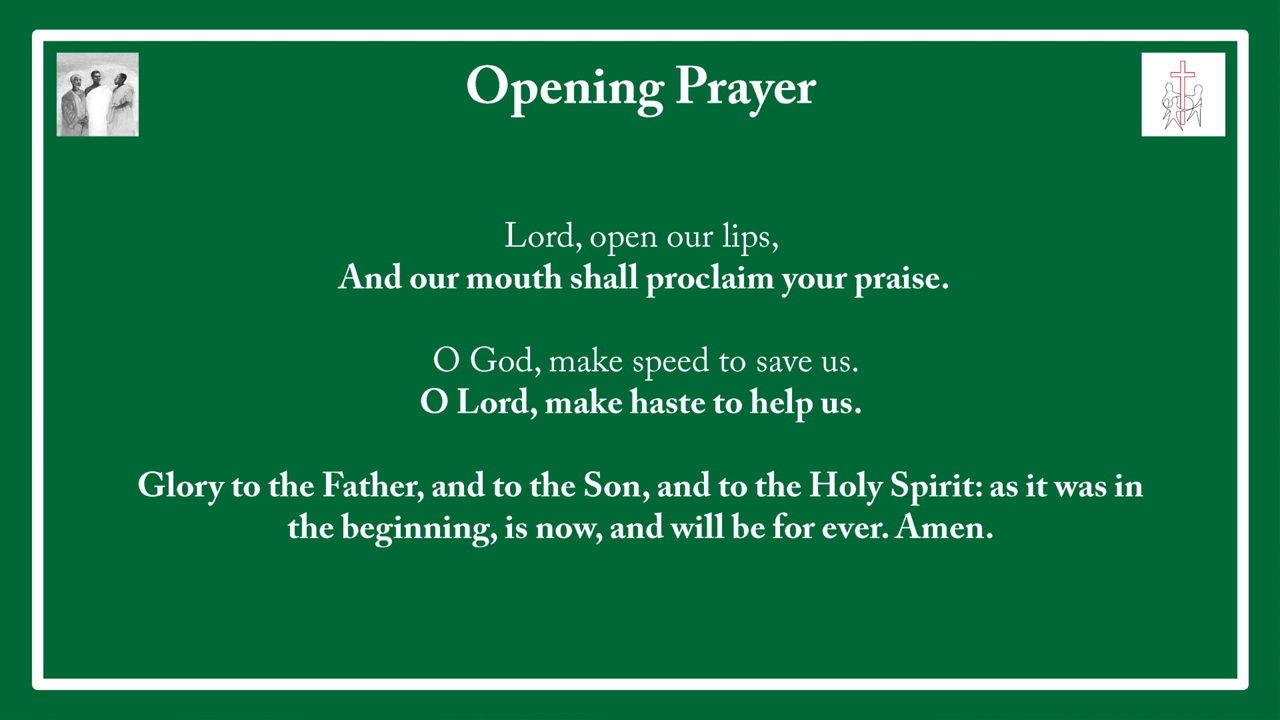 Opening Prayer
Lord, open our lips,
And our mouth shall proclaim your praise.
O God, make speed to save us.
O Lord, make haste to help us.
Glory to the Father, and to the Son, and to the Holy Spirit: as it was in
the beginning, is now, and will be for ever. Amen.